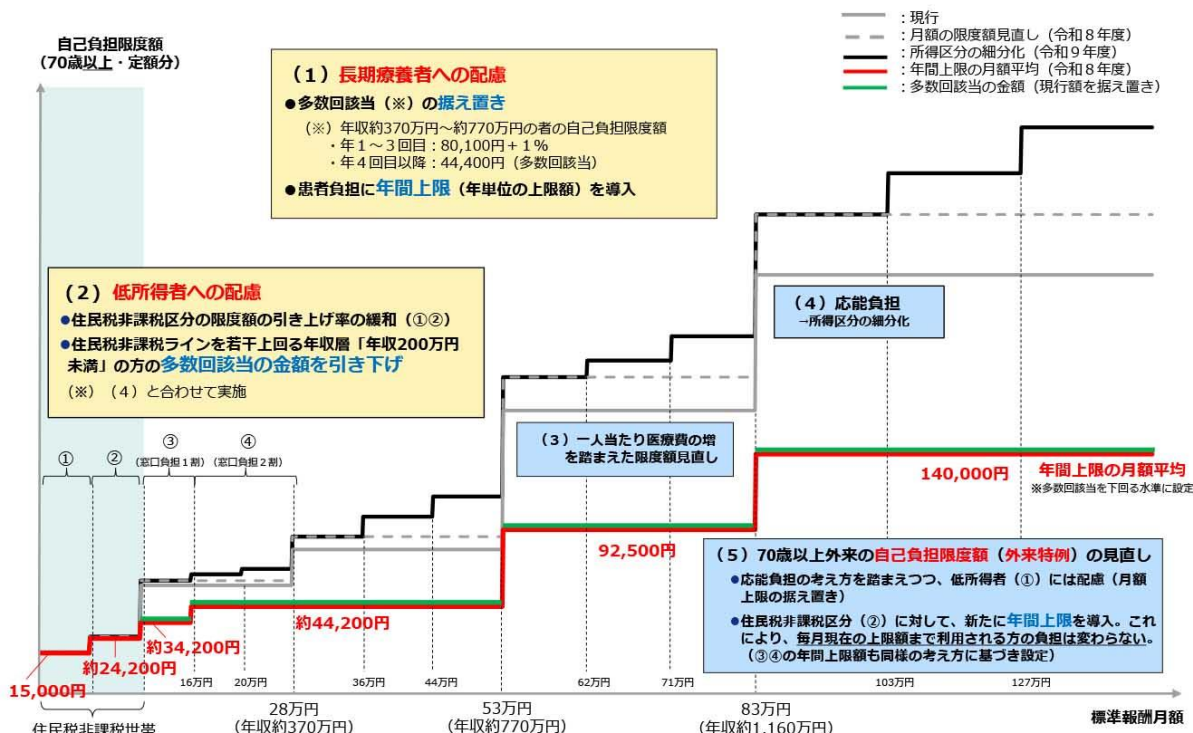 自己負担限度額
(70歳以上・定額分)
：現行
：月額の限度額見直し（令和８年度）
：所得区分の細分化（令和９年度）
：年間上限の月額平均（令和８年度）
：多数回該当の金額（現行額を据え置き）
（１）長期療養者への配慮
●多数回該当（※）の据え置き
（※）年収約370万円～約770万円の者の自己負担限度額
・年１～３回目：80,100円＋１％
・年４回目以降：44,400円（多数回該当）
●患者負担に年間上限（年単位の上限額）を導入
（２）低所得者への配慮
●住民税非課税区分の限度額の引き上げ率の緩和（①②）
●住民税非課税ラインを若干上回る年収層「年収200万円
未満」の方の多数回該当の金額を引き下げ
（※）（４）と合わせて実施
（４）応能負担
→所得区分の細分化
（３）一人当たり医療費の増
を踏まえた限度額見直し
①
②
③
（窓口負担１割）
④
（窓口負担２割）
140,000円
年間上限の月額平均
※多数回該当を下回る水準に設定
92,500円
約44,200円
約34,200円
約24,200円
15,000円
（５）70歳以上外来の自己負担限度額（外来特例）の見直し
●応能負担の考え方を踏まえつつ、低所得者（①）には配慮（月額
上限の据え置き）
●住民税非課税区分（②）に対して、新たに年間上限を導入。これ
により、毎月現在の上限額まで利用される方の負担は変わらない。
（③④の年間上限額も同様の考え方に基づき設定）
16万円
20万円
36万円
44万円
62万円
71万円
103万円
127万円
28万円
（年収約370万円）
53万円
（年収約770万円）
83万円
（年収約1,160万円）
標準報酬月額
住民税非課税世帯